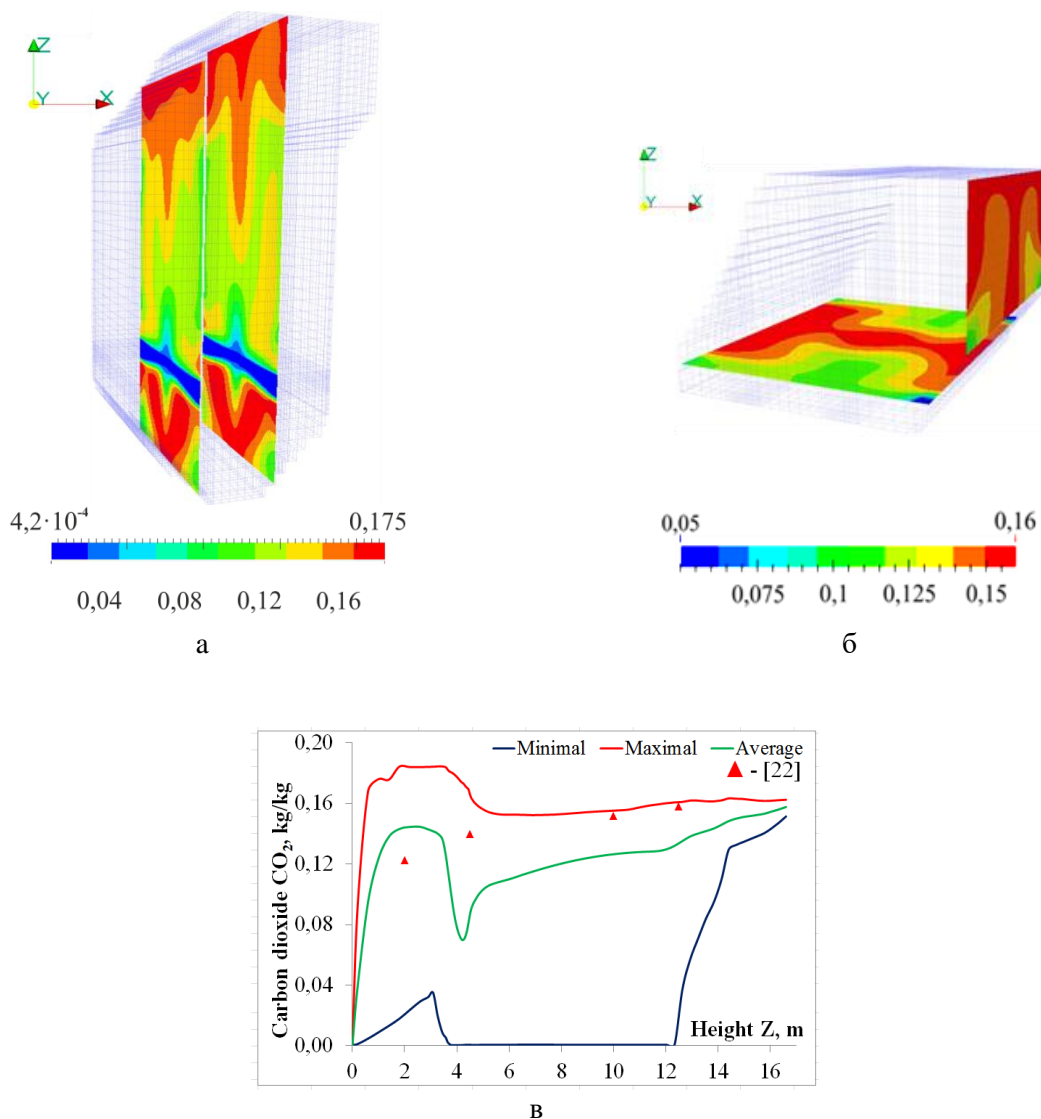 Z
Y X
Z
Y X
4,2·10⁻⁴ 0,175
0,04 0,08 0,12 0,16
а
0,05 0,16
0,075 0,1 0,125 0,15
б
0,20
0,16
0,12
0,08
0,04
0,00
Carbon dioxide CO₂, kg/kg
Minimal Maximal Average
- [22]
Height Z, m
0 2 4 6 8 10 12 14 16
в